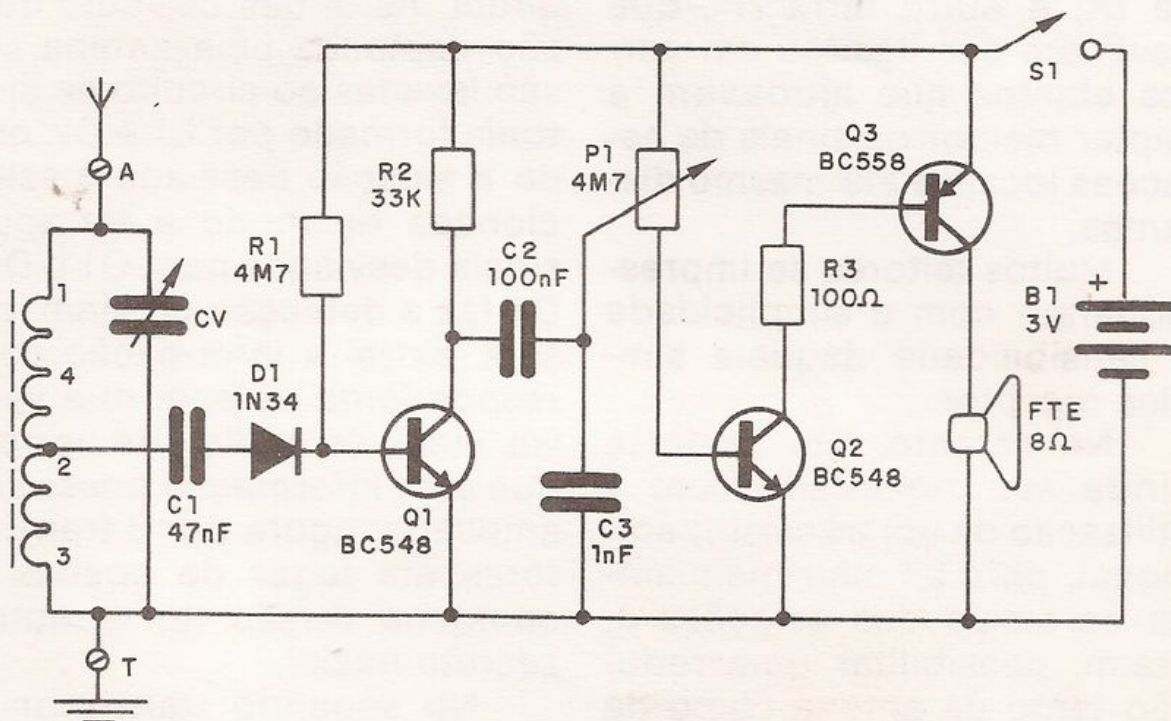 A
1
4
2
3
CV
C1
47nF
D1
1N34
R1
4M7
R2
33K
Q1
BC548
C2
100nF
C3
1nF
P1
4M7
R3
100Ω
Q2
BC548
Q3
BC558
S1
+
B1
3V
FTE
8Ω
T